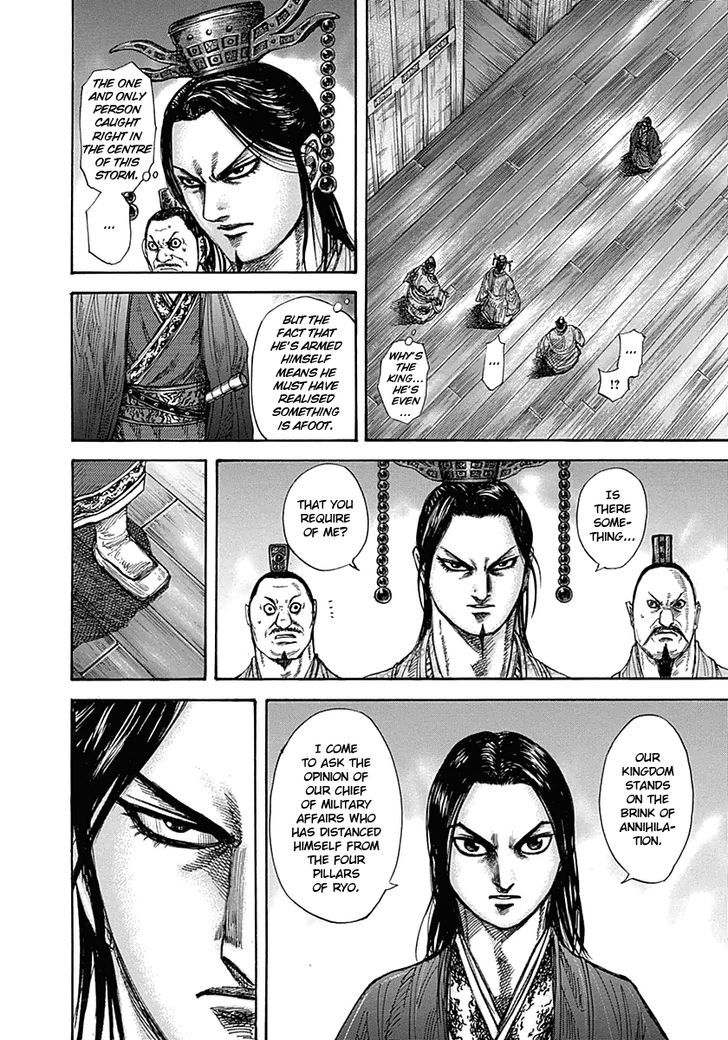 WHY'S
THE
KING...
HE'S
EVEN
...
...
...
!?
THE ONE
AND ONLY
PERSON
CAUGHT
RIGHT IN
THE CENTRE
OF THIS
STORM.
...
BUT THE
FACT THAT
HE'S ARMED
HIMSELF
MEANS HE
MUST HAVE
REALISED
SOMETHING
IS AFOOT.
IS
THERE
SOME-
THING...
THAT YOU
REQUIRE
OF ME?
...
OUR
KINGDOM
STANDS
ON THE
BRINK OF
ANNIHILA-
TION.
I COME
TO ASK THE
OPINION OF
OUR CHIEF
OF MILITARY
AFFAIRS WHO
HAS DISTANCED
HIMSELF FROM
THE FOUR
PILLARS
OF RYO.